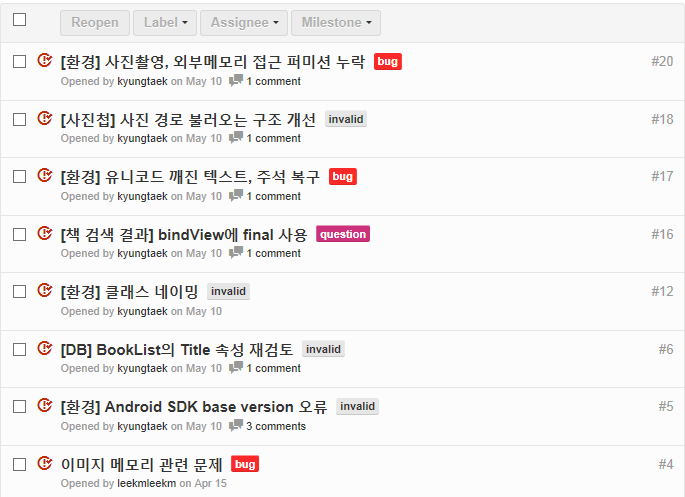 Reopen Label Assignee Milestone
[환경] 사진촬영, 외부메모리 접근 퍼미션 누락 bug #20
Opened by kyungtaek on May 10 1 comment
[사진첩] 사진 경로 불러오는 구조 개선 invalid #18
Opened by kyungtaek on May 10 1 comment
[환경] 유니코드 깨진 텍스트, 주석 복구 bug #17
Opened by kyungtaek on May 10 1 comment
[책 검색 결과] bindView에 final 사용 question #16
Opened by kyungtaek on May 10 1 comment
[환경] 클래스 네이밍 invalid #12
Opened by kyungtaek on May 10
[DB] BookList의 Title 속성 재검토 invalid #6
Opened by kyungtaek on May 10 1 comment
[환경] Android SDK base version 오류 invalid #5
Opened by kyungtaek on May 10 3 comments
이미지 메모리 관련 문제 bug #4
Opened by leekmleekm on Apr 15